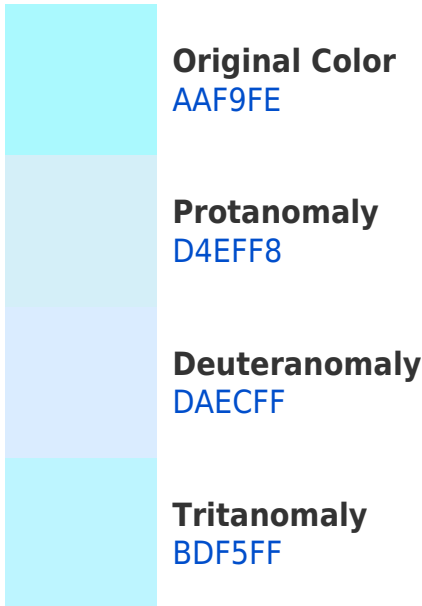 Original Color
AAF9FE
Protanomaly
D4EFF8
Deuteranomaly
DAECFF
Tritanomaly
BDF5FF